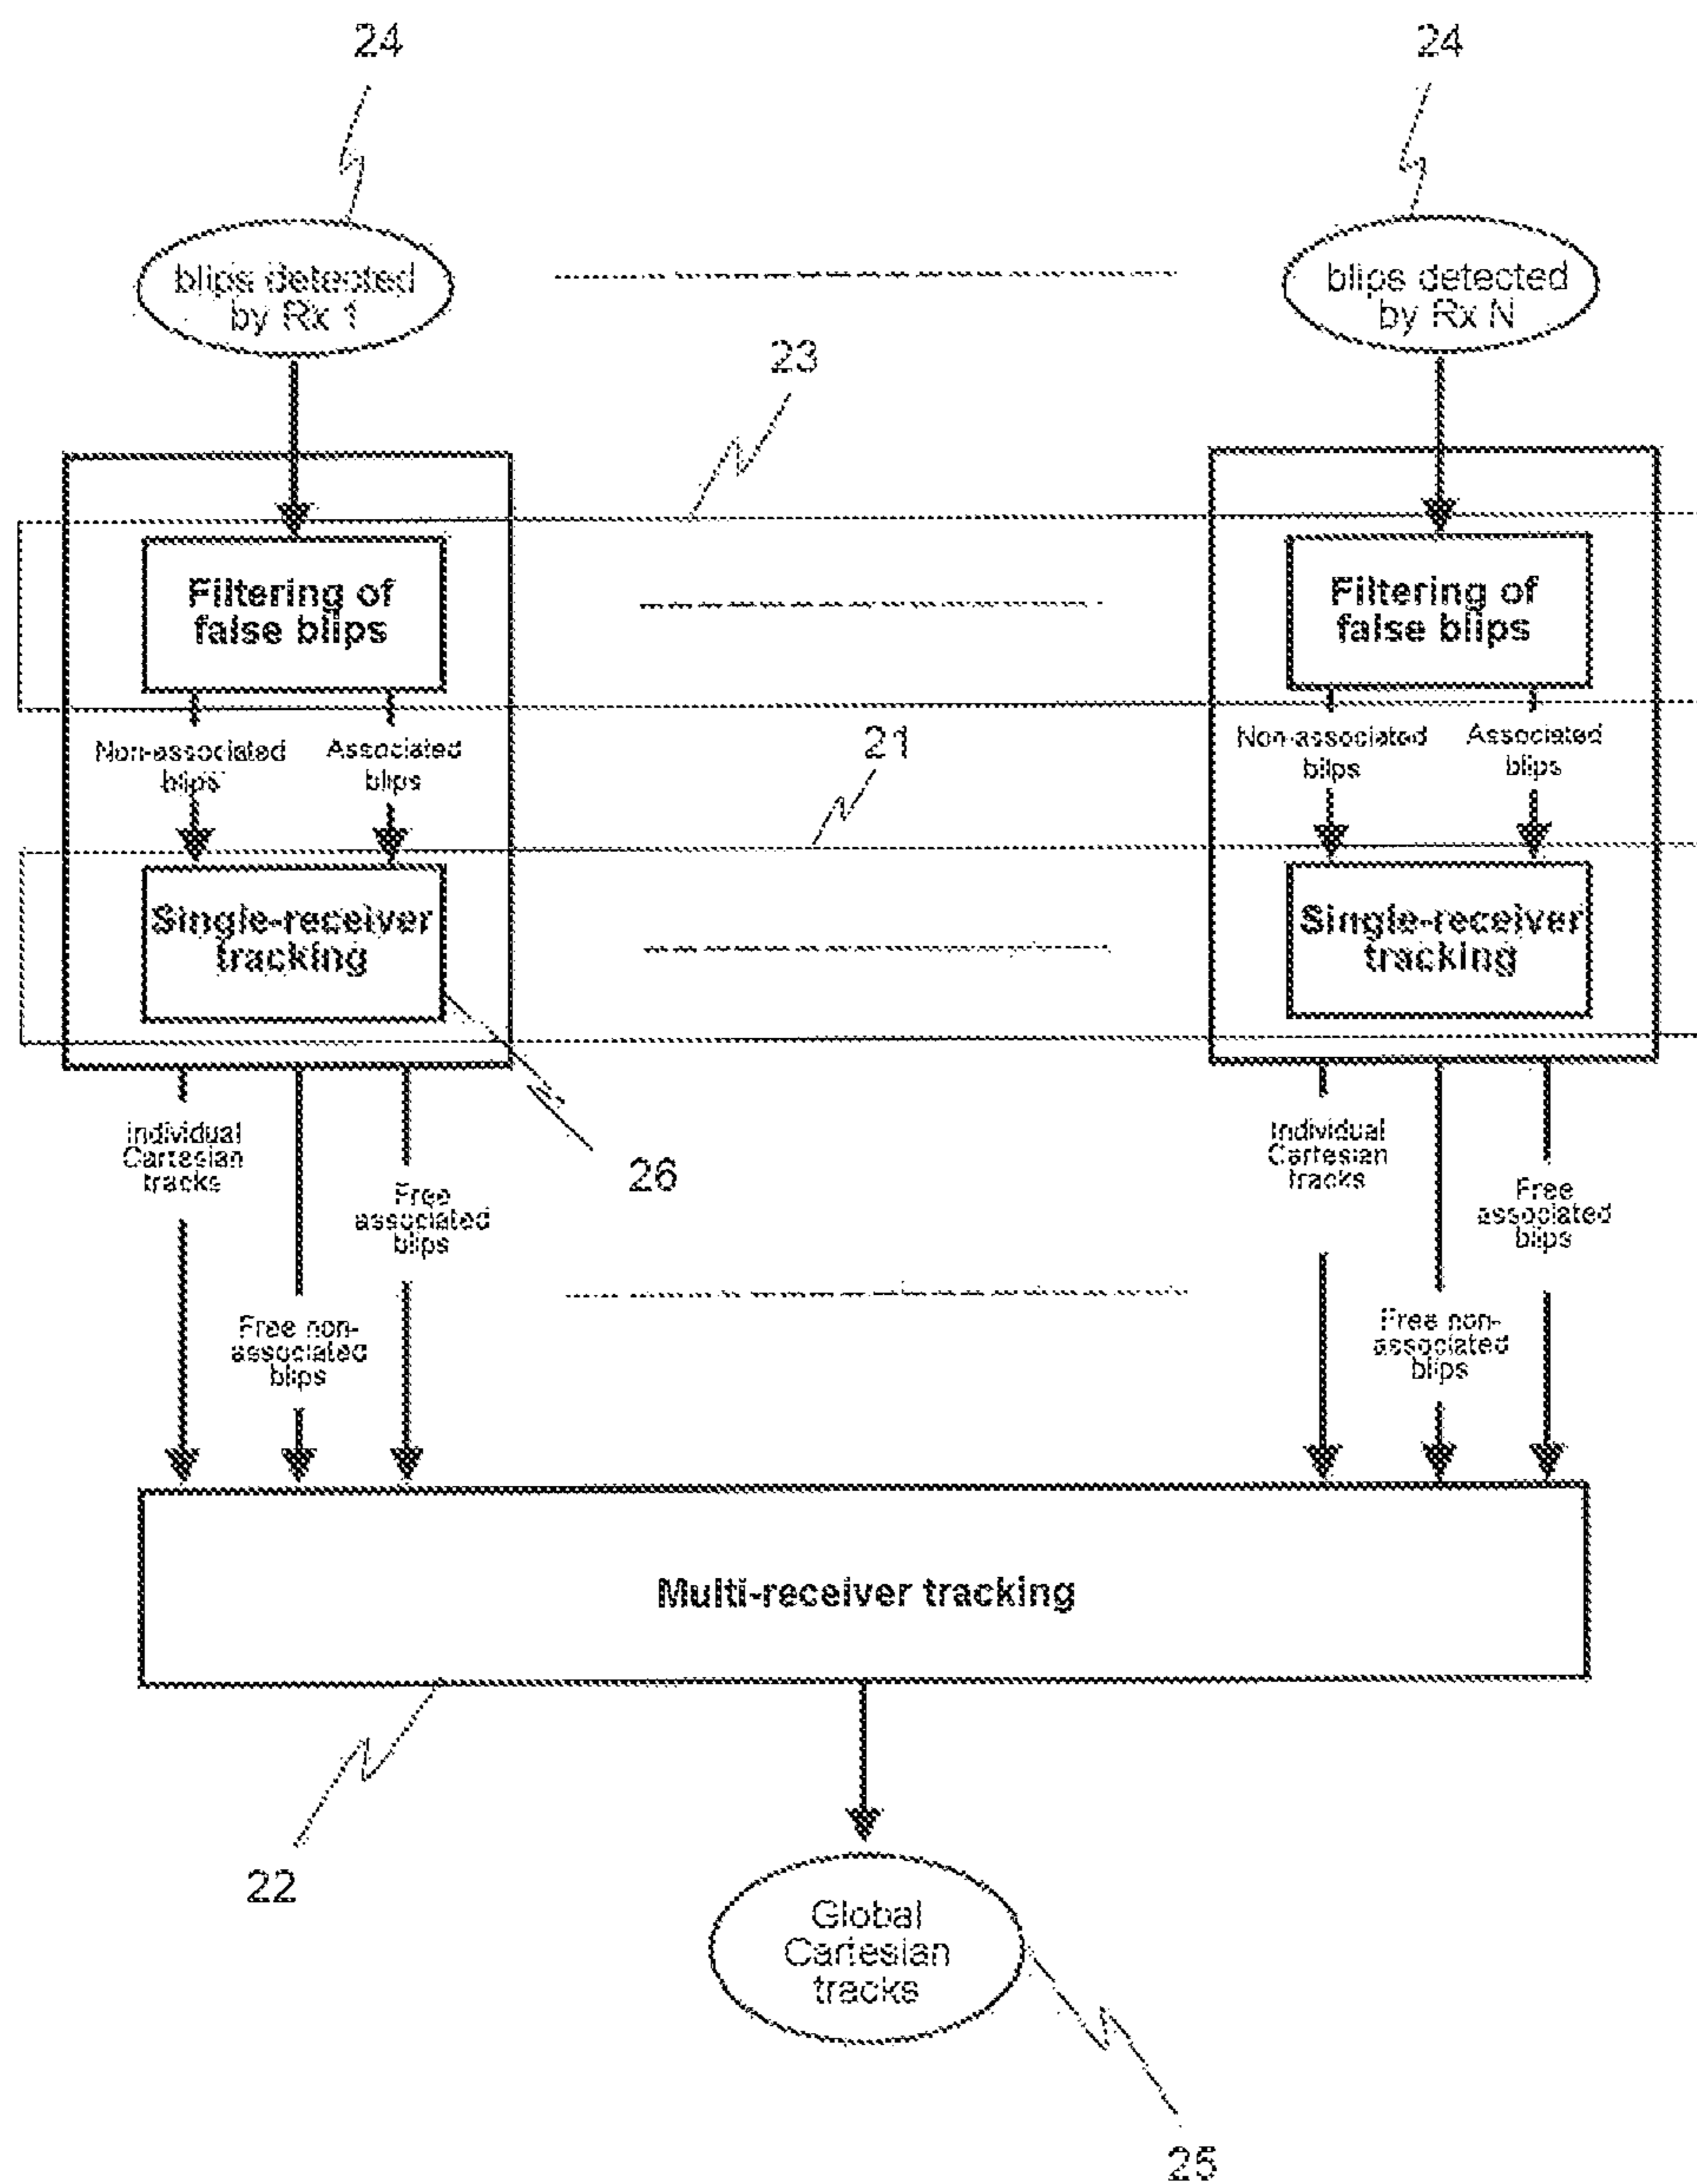 24
24
blips detected
by Rx 1
blips detected
by Rx N
23
Filtering of
false blips
Filtering of
false blips
Non-associated
blips
Associated
blips
21
Non-associated
blips
Associated
blips
Single-receiver
tracking
Single-receiver
tracking
Individual
Cartesian
tracks
26
Free
associated
blips
Free non-
associated
blips
Individual
Cartesian
tracks
Free
associated
blips
Free non-
associated
blips
Multi-receiver tracking
22
Global
Cartesian
tracks
25